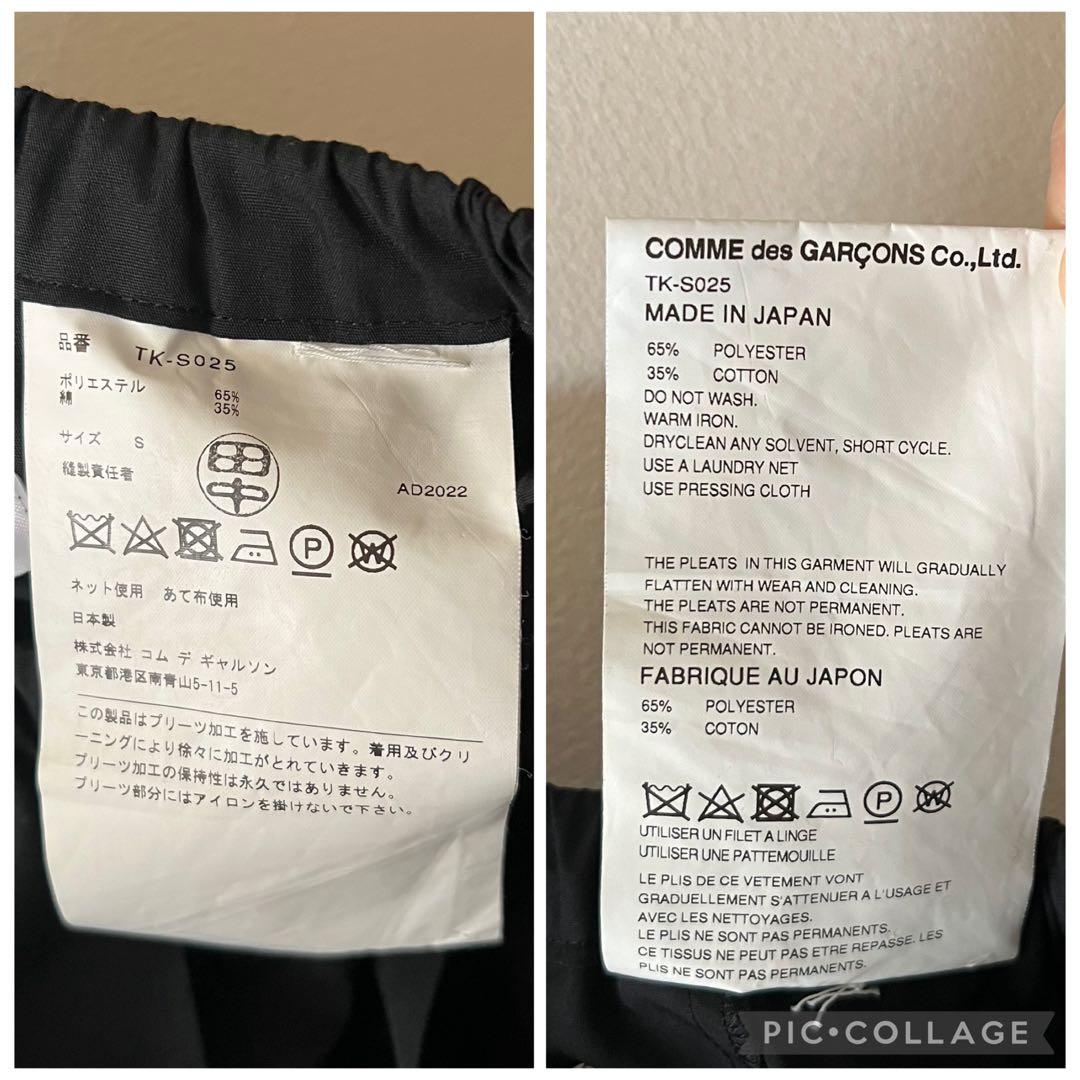 品番 TK-S025
ポリエステル 65%
綿 35%
サイズ S
縫製責任者 田中 AD2022
P W
ネット使用 あて布使用
日本製
株式会社 コム デ ギャルソン
東京都港区南青山5-11-5
この製品はプリーツ加工を施しています。着用及びクリ
ーニングにより徐々に加工がとれていきます。
プリーツ加工の保持性は永久ではありません。
プリーツ部分にはアイロンを掛けないで下さい。
COMME des GARÇONS Co.,Ltd.
TK-S025
MADE IN JAPAN
65% POLYESTER
35% COTTON
DO NOT WASH.
WARM IRON.
DRYCLEAN ANY SOLVENT, SHORT CYCLE.
USE A LAUNDRY NET
USE PRESSING CLOTH
THE PLEATS IN THIS GARMENT WILL GRADUALLY
FLATTEN WITH WEAR AND CLEANING.
THE PLEATS ARE NOT PERMANENT.
THIS FABRIC CANNOT BE IRONED. PLEATS ARE
NOT PERMANENT.
FABRIQUE AU JAPON
65% POLYESTER
35% COTON
P W
UTILISER UN FILET A LINGE
UTILISER UNE PATTEMOUILLE
LE PLIS DE CE VETEMENT VONT
GRADUELLEMENT S'ATTENUER A L'USAGE ET
AVEC LES NETTOYAGES.
LE PLIS NE SONT PAS PERMANENTS.
CE TISSUS NE PEUT PAS ETRE REPASSE. LES
PLIS NE SONT PAS PERMANENTS.
PIC•COLLAGE